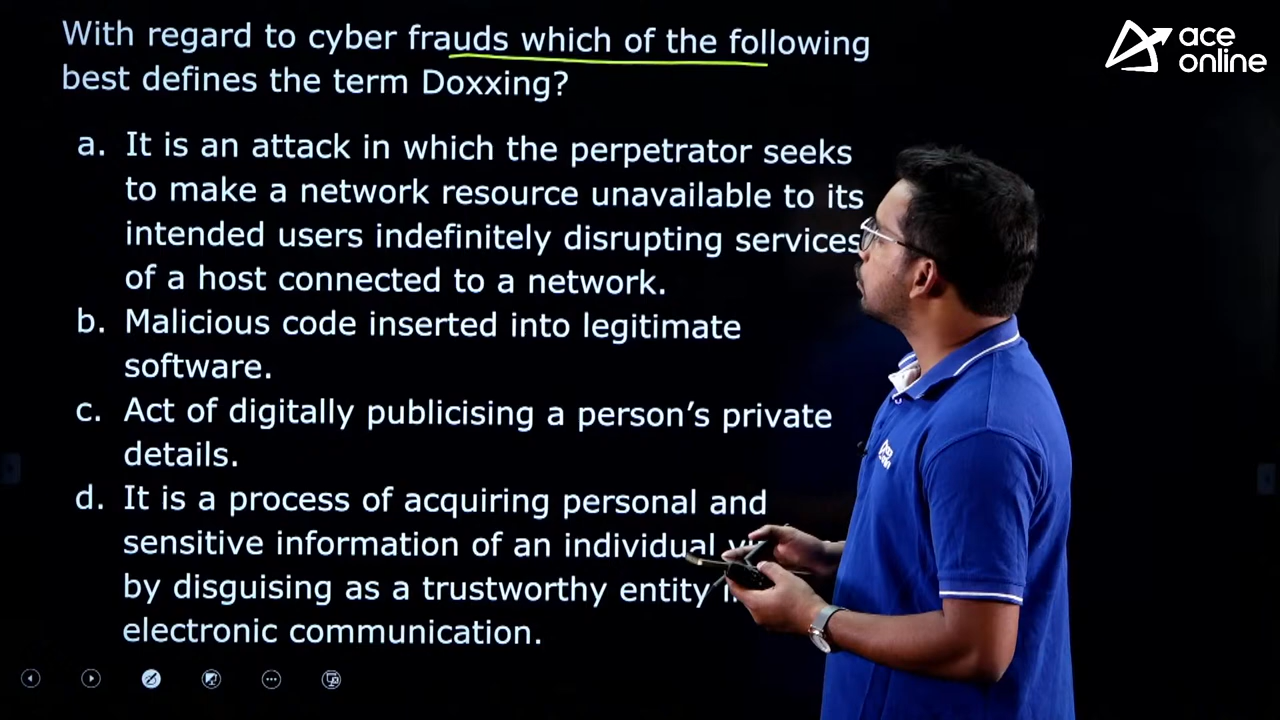 With regard to cyber frauds which of the following
best defines the term Doxxing?
ace
online
a. It is an attack in which the perpetrator seeks
to make a network resource unavailable to its
intended users indefinitely disrupting services
of a host connected to a network.
b. Malicious code inserted into legitimate
software.
c. Act of digitally publicising a person's private
details.
d. It is a process of acquiring personal and
sensitive information of an individual
by disguising as a trustworthy entity
electronic communication.